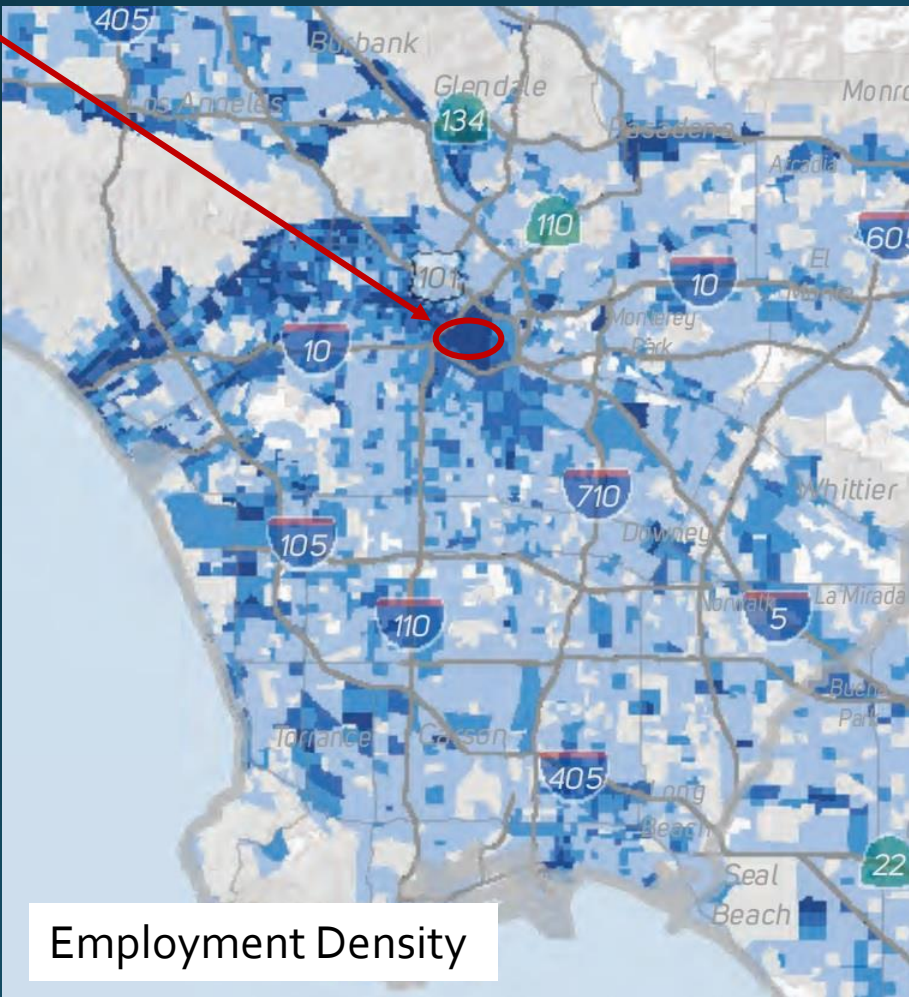 405
Burbank
Los Angeles
Glendale
134
Monro
Pasadena
Arcadia
110
605
101
10
El
Monte
Monterey
Park
10
Whittier
710
Downey
105
Norwalk
La Mirada
5
110
Buena
Park
Torrance
Carson
405
Long
Beach
22
Seal
Beach
Employment Density